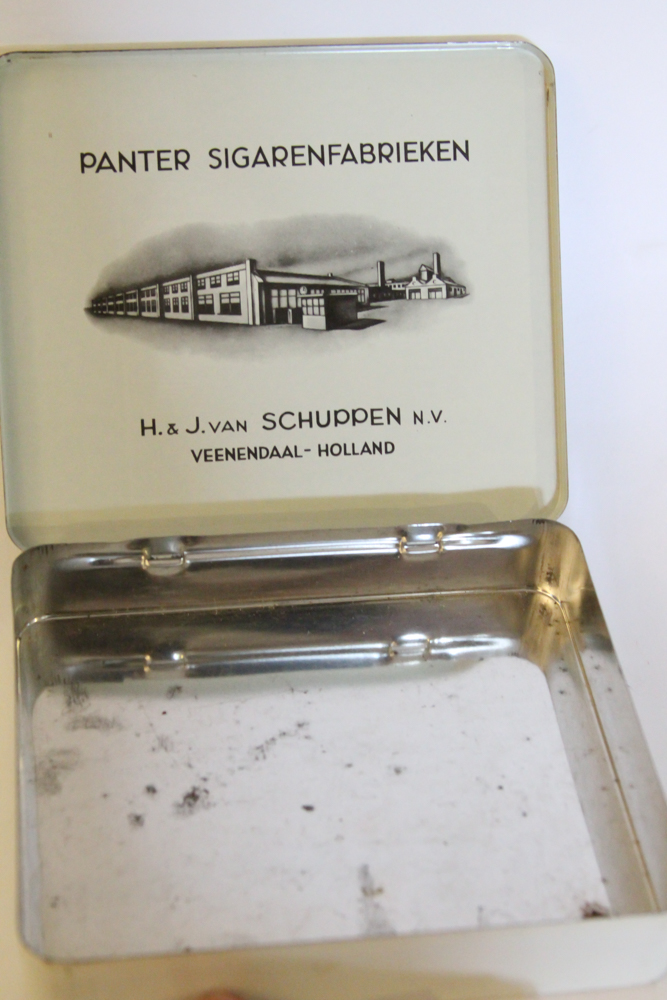 PANTER SIGARENFABRIEKEN
H. & J. VAN SCHUPPEN N.V.
VEENENDAAL- HOLLAND